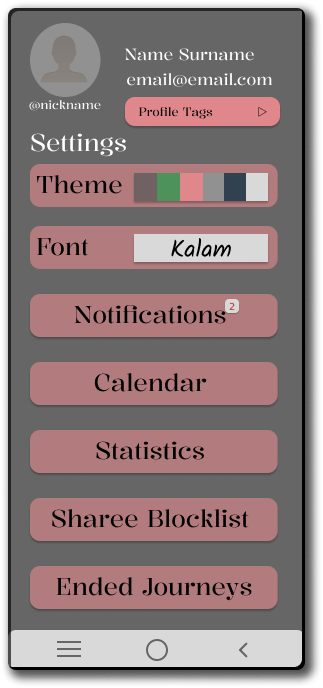 Name Surname
email@email.com
@nickname
Profile Tags
Settings
Theme
Font
Kalam
Notifications
2
Calendar
Statistics
Sharee Blocklist
Ended Journeys